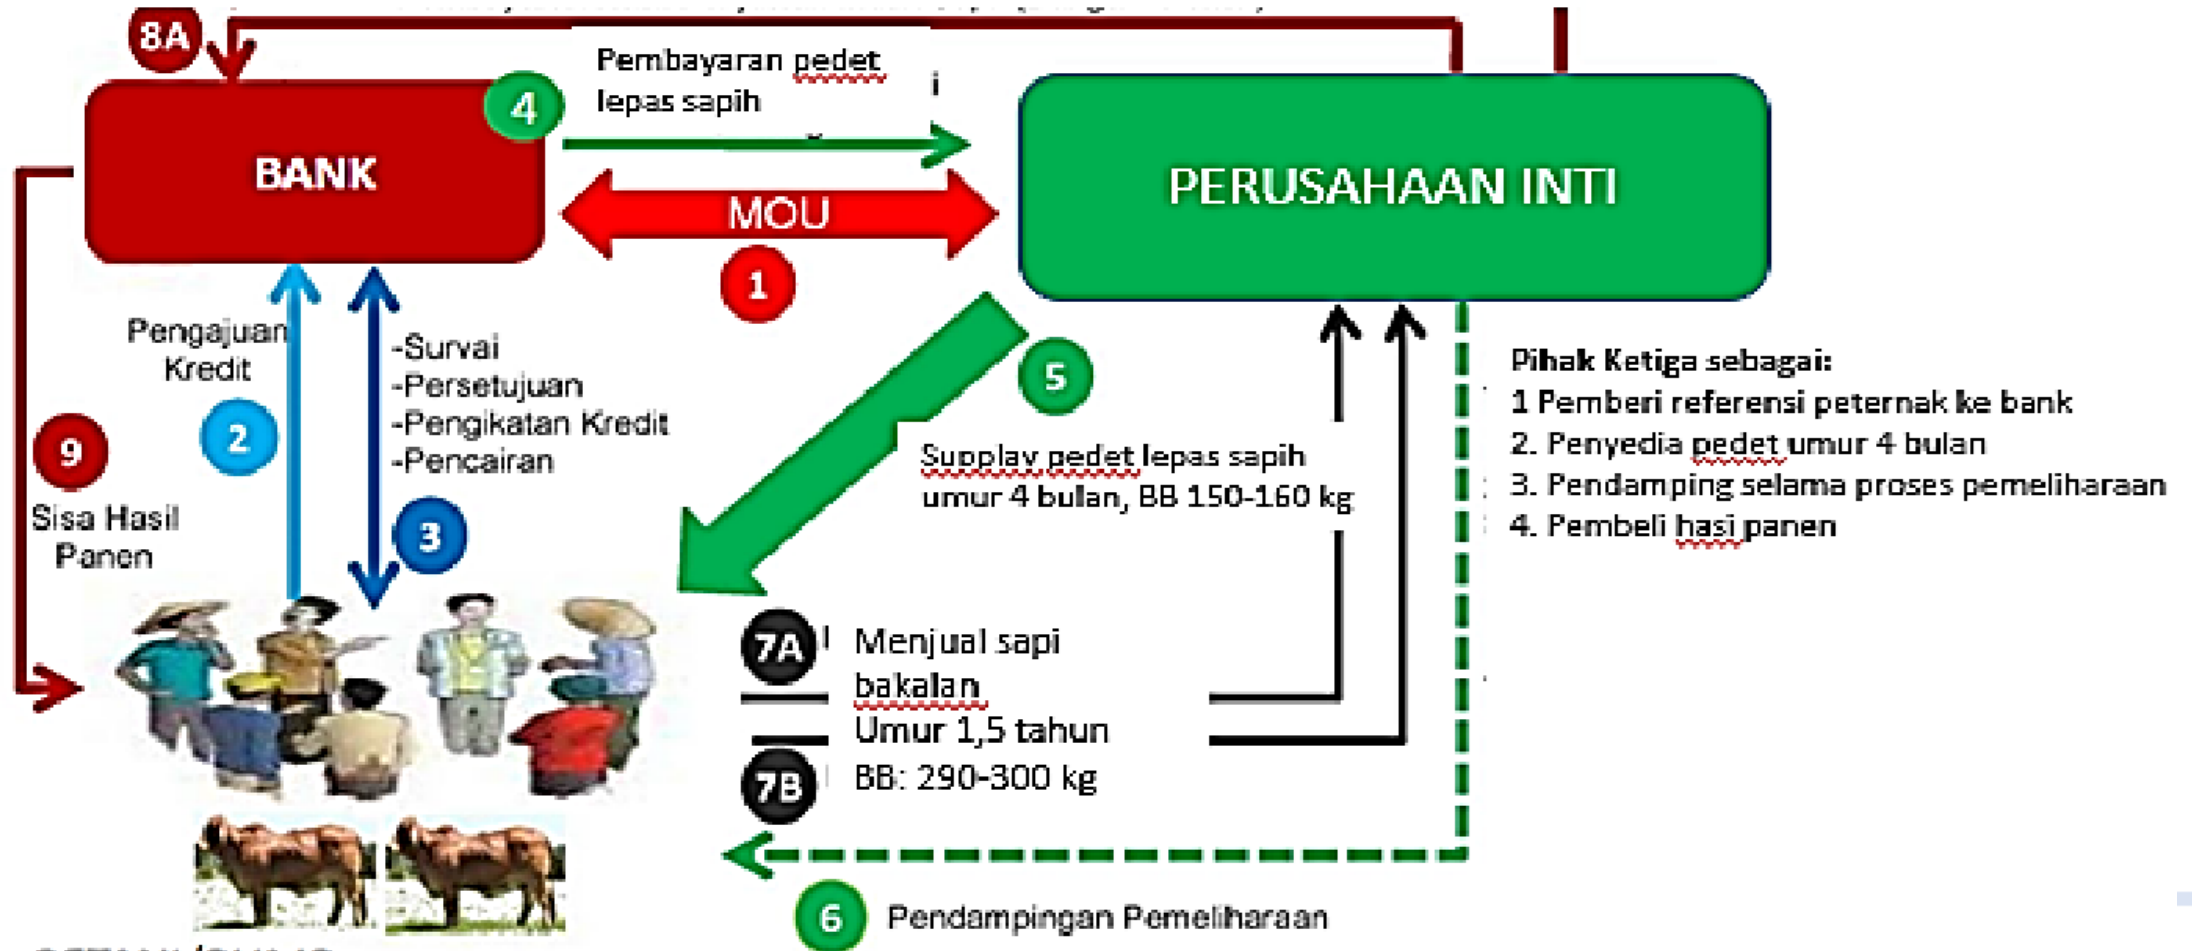 8A
Pembayaran pedet
lepas sapih
4
BANK
MOU
1
PERUSAHAAN INTI
Pengajuan
Kredit
2
-Survai
-Persetujuan
-Pengikatan Kredit
-Pencairan
3
9
Sisa Hasil
Panen
5
Supplay pedet lepas sapih
umur 4 bulan, BB 150-160 kg
Pihak Ketiga sebagai:
1 Pemberi referensi peternak ke bank
2. Penyedia pedet umur 4 bulan
3. Pendamping selama proses pemeliharaan
4. Pembeli hasi panen
7A
Menjual sapi
bakalan
Umur 1,5 tahun
7B
BB: 290-300 kg
6
Pendampingan Pemeliharaan